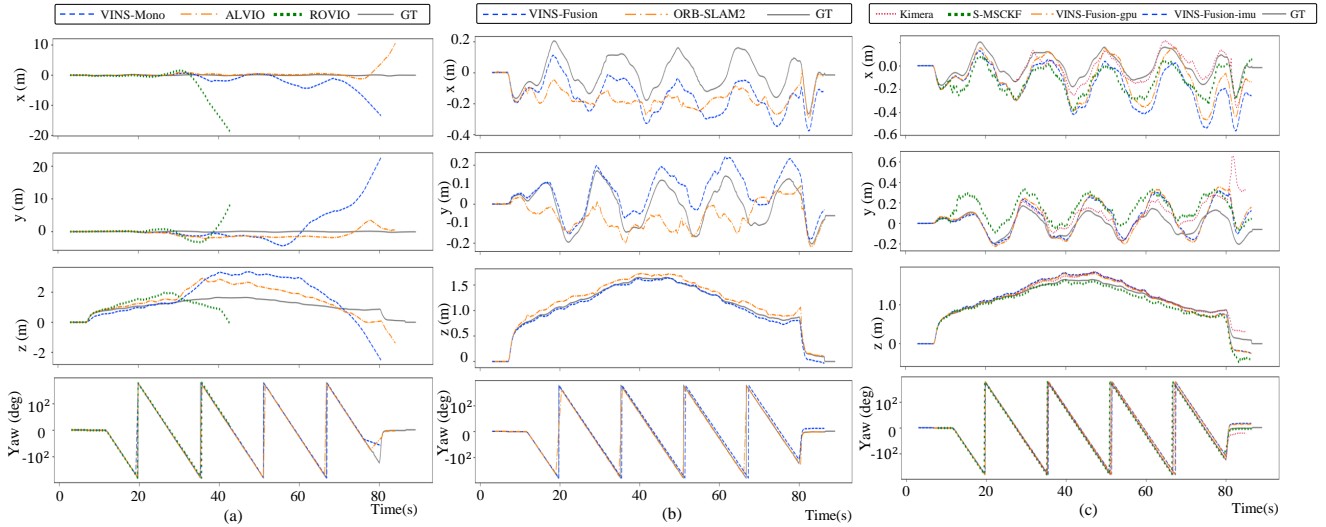 VINS-Mono ALVIO ROVIO GT
10
0
-10
-20
x (m)
20
10
0
y (m)
2
0
-2
z (m)
10²
0
-10²
Yaw (deg)
0 20 40 60 80
Time(s)
(a)
VINS-Fusion ORB-SLAM2 GT
0.2
0
-0.2
-0.4
x (m)
0.2
0.1
0
-0.1
-0.2
y (m)
1.5
1.0
0.5
0
z (m)
10²
0
-10²
Yaw (deg)
0 20 40 60 80
Time(s)
(b)
Kimera S-MSCKF VINS-Fusion-gpu VINS-Fusion-imu GT
0.2
0
-0.2
-0.4
-0.6
x (m)
0.6
0.4
0.2
0
-0.2
y (m)
1.0
0
z (m)
10²
0
-10²
Yaw (deg)
0 20 40 60 80
Time(s)
(c)